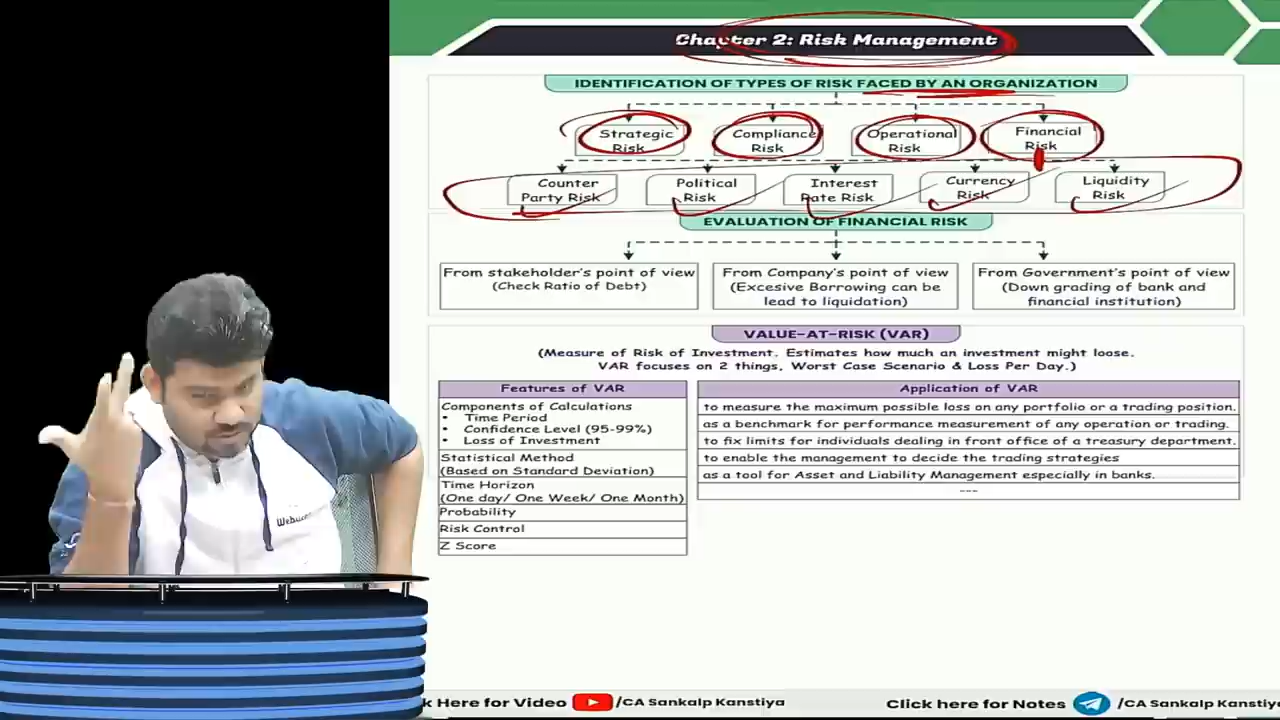 Chapter 2: Risk Management
IDENTIFICATION OF TYPES OF RISK FACED BY AN ORGANIZATION
Strategic
Risk
Compliance
Risk
Operational
Risk
Financial
Risk
Counter
Party Risk
Political
Risk
Interest
Rate Risk
Currency
Risk
Liquidity
Risk
EVALUATION OF FINANCIAL RISK
From stakeholder's point of view
(Check Ratio of Debt)
From Company's point of view
(Excesive Borrowing can be
lead to liquidation)
From Government's point of view
(Down grading of bank and
financial institution)
VALUE-AT-RISK (VAR)
(Measure of Risk of Investment. Estimates how much an investment might loose.
VAR focuses on 2 things, Worst Case Scenario & Loss Per Day.)
Features of VAR
Components of Calculations
• Time Period
• Confidence Level (95-99%)
• Loss of Investment
Statistical Method
(Based on Standard Deviation)
Time Horizon
(One day/ One Week/ One Month)
Probability
Risk Control
Z Score
Application of VAR
to measure the maximum possible loss on any portfolio or a trading position.
as a benchmark for performance measurement of any operation or trading.
to fix limits for individuals dealing in front office of a treasury department.
to enable the management to decide the trading strategies
as a tool for Asset and Liability Management especially in banks.
---
k Here for Video /CA Sankalp Kanstiya
Click here for Notes /CA Sankalp Kanstiy